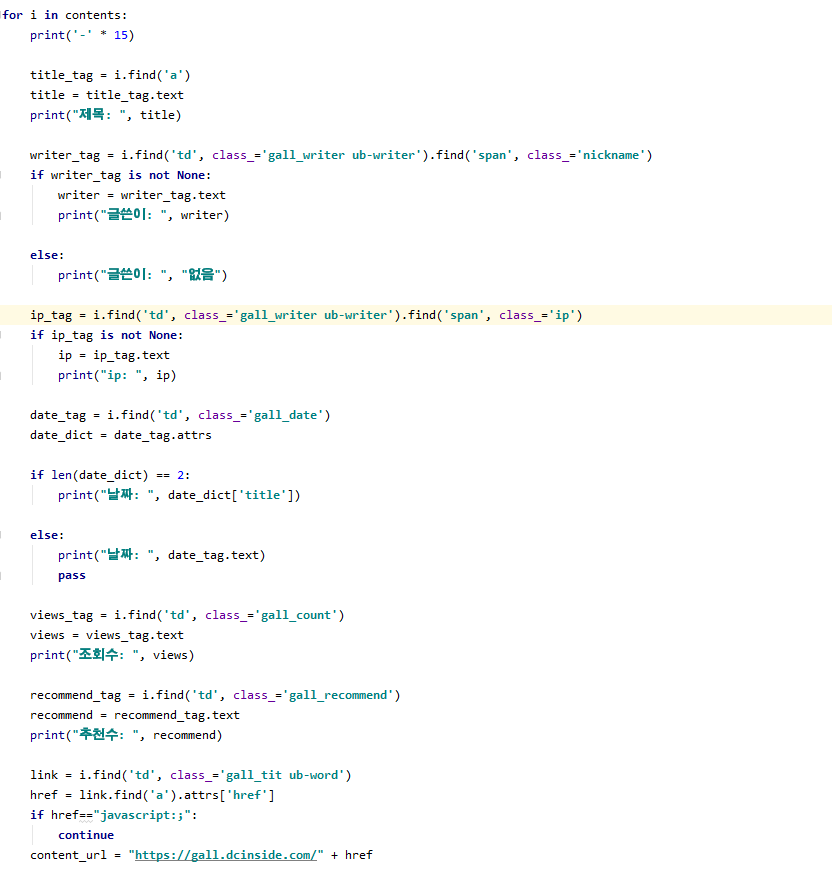 for i in contents:
    print('-' * 15)

    title_tag = i.find('a')
    title = title_tag.text
    print("제목: ", title)

    writer_tag = i.find('td', class_='gall_writer ub-writer').find('span', class_='nickname')
    if writer_tag is not None:
        writer = writer_tag.text
        print("글쓴이: ", writer)

    else:
        print("글쓴이: ", "없음")

    ip_tag = i.find('td', class_='gall_writer ub-writer').find('span', class_='ip')
    if ip_tag is not None:
        ip = ip_tag.text
        print("ip: ", ip)

    date_tag = i.find('td', class_='gall_date')
    date_dict = date_tag.attrs

    if len(date_dict) == 2:
        print("날짜: ", date_dict['title'])

    else:
        print("날짜: ", date_tag.text)
        pass

    views_tag = i.find('td', class_='gall_count')
    views = views_tag.text
    print("조회수: ", views)

    recommend_tag = i.find('td', class_='gall_recommend')
    recommend = recommend_tag.text
    print("추천수: ", recommend)

    link = i.find('td', class_='gall_tit ub-word')
    href = link.find('a').attrs['href']
    if href=="javascript:;":
        continue
    content_url = "https://gall.dcinside.com/" + href